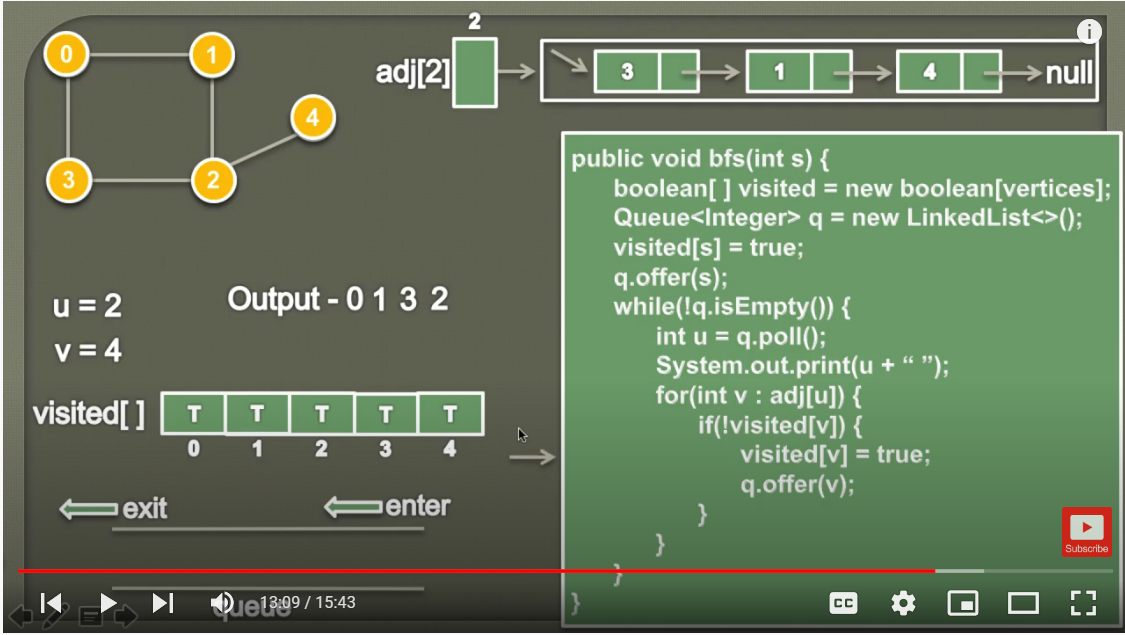 0
1
4
3
2
2
adj[2]
3
1
4
null
u = 2
v = 4
Output - 0 1 3 2
visited[ ]
T T T T T
0 1 2 3 4
exit
enter
queue
public void bfs(int s) {
boolean[ ] visited = new boolean[vertices];
Queue<Integer> q = new LinkedList<>();
visited[s] = true;
q.offer(s);
while(!q.isEmpty()) {
int u = q.poll();
System.out.print(u + “ ”);
for(int v : adj[u]) {
if(!visited[v]) {
visited[v] = true;
q.offer(v);
}
}
}
}
i
Subscribe
13:09 / 15:43
CC